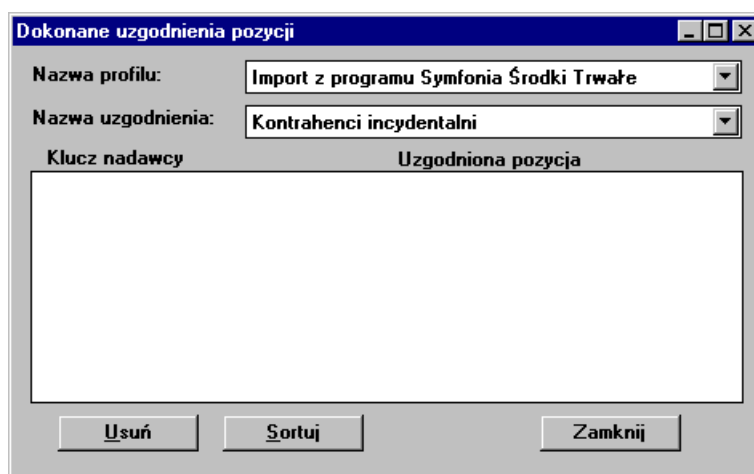 Dokonane uzgodnienia pozycji
Nazwa profilu: Import z programu Symfonia Środki Trwałe
Nazwa uzgodnienia: Kontrahenci incydentalni
Klucz nadawcy Uzgodniona pozycja
Usuń Sortuj Zamknij